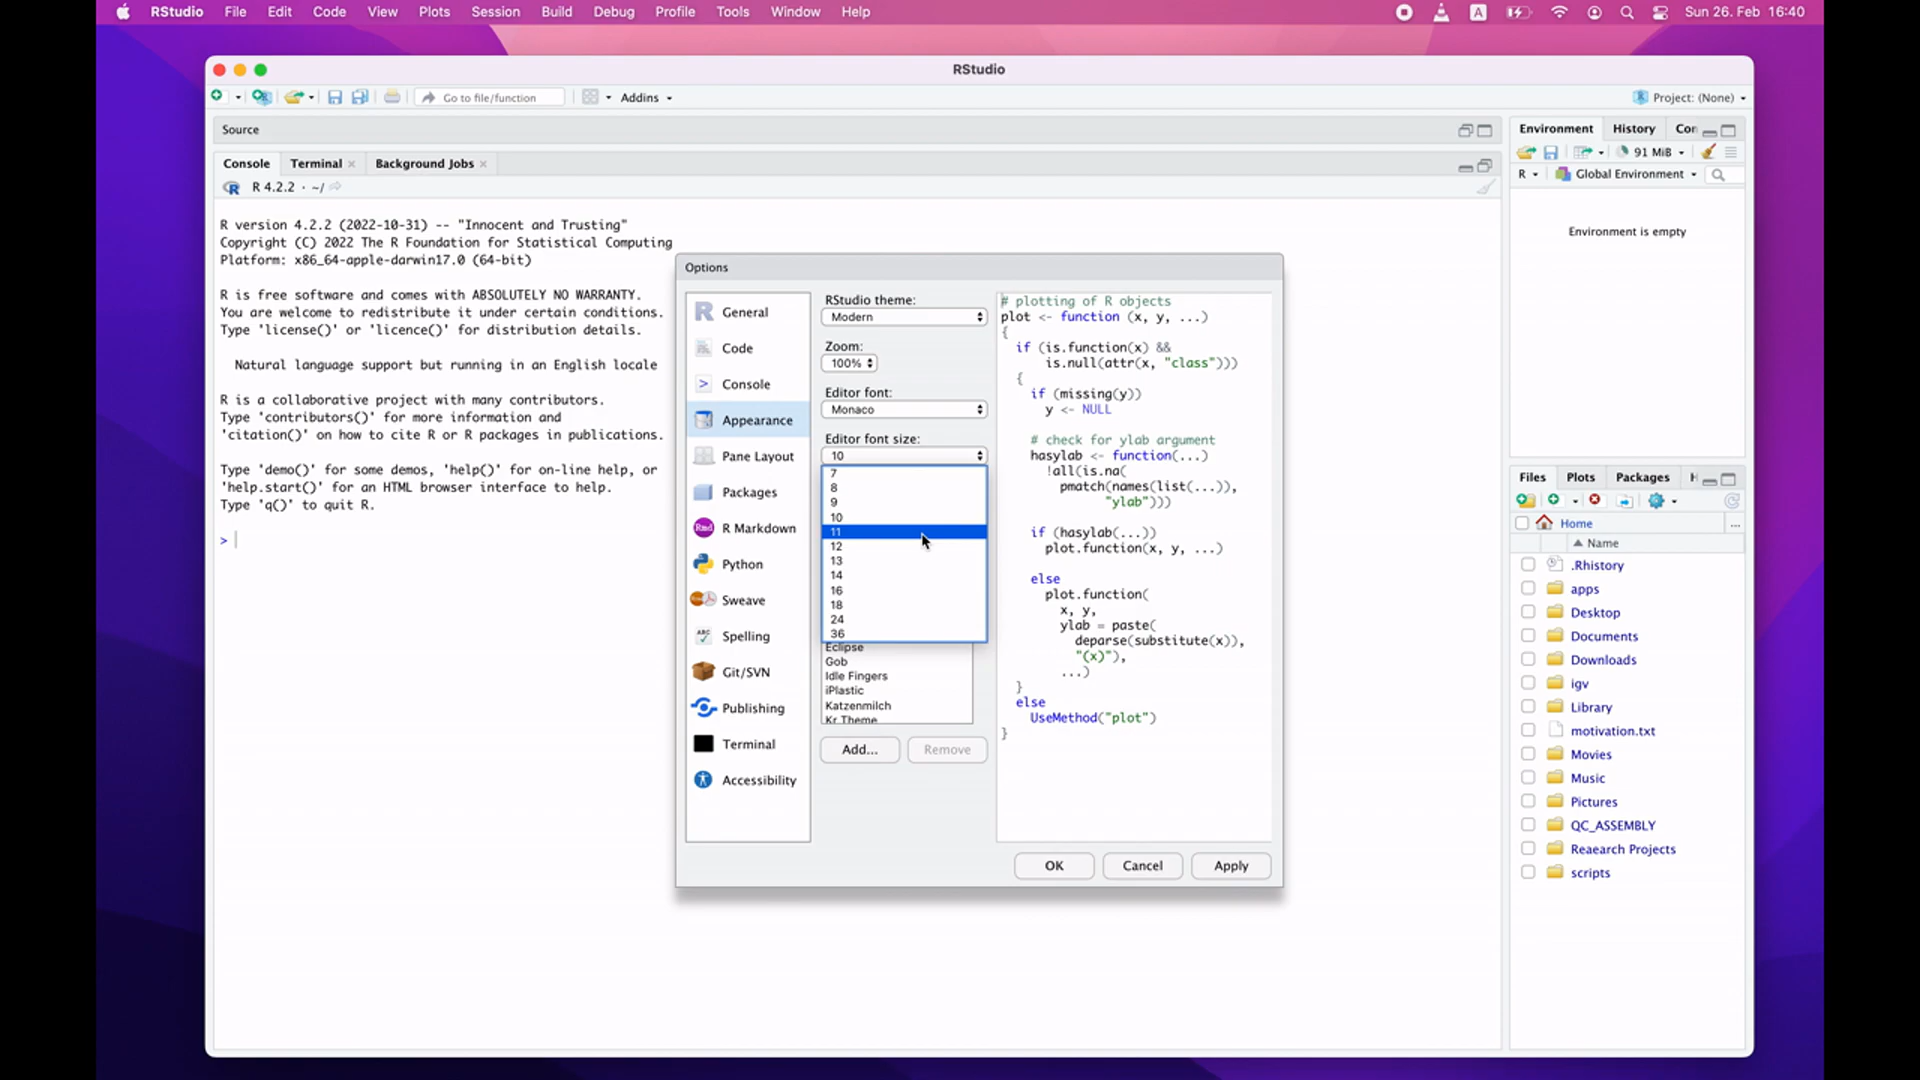 RStudio File Edit Code View Plots Session Build Debug Profile Tools Window Help
A
Sun 26. Feb 16:40
RStudio
Go to file/function
Addins
Project: (None)
Source
Console Terminal Background Jobs
R 4.2.2 · ~/
R version 4.2.2 (2022-10-31) -- "Innocent and Trusting"
Copyright (C) 2022 The R Foundation for Statistical Computing
Platform: x86_64-apple-darwin17.0 (64-bit)
R is free software and comes with ABSOLUTELY NO WARRANTY.
You are welcome to redistribute it under certain conditions.
Type 'license()' or 'licence()' for distribution details.
Natural language support but running in an English locale
R is a collaborative project with many contributors.
Type 'contributors()' for more information and
'citation()' on how to cite R or R packages in publications.
Type 'demo()' for some demos, 'help()' for on-line help, or
'help.start()' for an HTML browser interface to help.
Type 'q()' to quit R.
>
Options
General
Code
Console
Appearance
Pane Layout
Packages
Rmd R Markdown
Python
Sweave
ABC Spelling
Git/SVN
Publishing
Terminal
Accessibility
RStudio theme:
Modern
Zoom:
100%
Editor font:
Monaco
Editor font size:
10
7
8
9
10
11
12
13
14
16
18
24
36
Eclipse
Gob
Idle Fingers
iPlastic
Katzenmilch
Kr Theme
Add...
Remove
# plotting of R objects
plot <- function (x, y, ...)
{
if (is.function(x) &&
is.null(attr(x, "class")))
{
if (missing(y))
y <- NULL
# check for ylab argument
hasylab <- function(...)
!all(is.na(
pmatch(names(list(...)),
"ylab")))
if (hasylab(...))
plot.function(x, y, ...)
else
plot.function(
x, y,
ylab = paste(
deparse(substitute(x)),
"(x)"),
...)
}
else
UseMethod("plot")
}
OK
Cancel
Apply
Environment History Con
91 MiB
R
Global Environment
Environment is empty
Files Plots Packages H
Home
...
Name
.Rhistory
apps
Desktop
Documents
Downloads
igv
Library
motivation.txt
Movies
Music
Pictures
QC_ASSEMBLY
Reaearch Projects
scripts